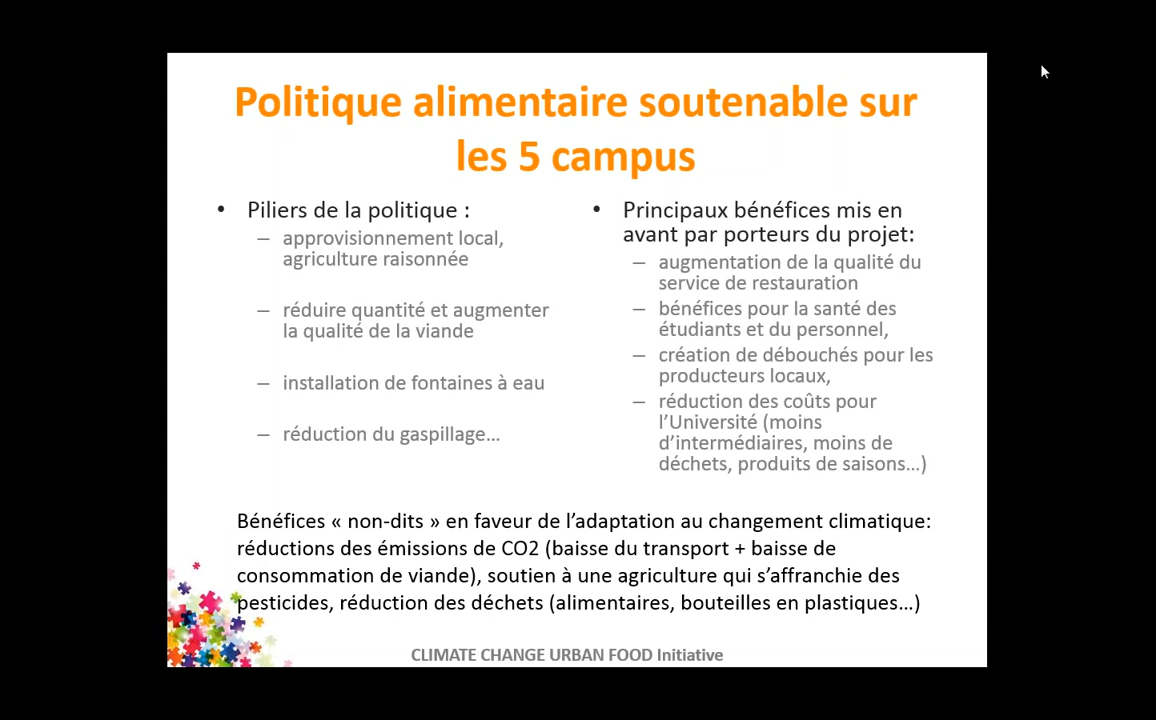 Politique alimentaire soutenable sur
les 5 campus
• Piliers de la politique :
– approvisionnement local,
agriculture raisonnée
– réduire quantité et augmenter
la qualité de la viande
– installation de fontaines à eau
– réduction du gaspillage…
• Principaux bénéfices mis en
avant par porteurs du projet:
– augmentation de la qualité du
service de restauration
– bénéfices pour la santé des
étudiants et du personnel,
– création de débouchés pour les
producteurs locaux,
– réduction des coûts pour
l’Université (moins
d’intermédiaires, moins de
déchets, produits de saisons…)
Bénéfices « non-dits » en faveur de l’adaptation au changement climatique:
réductions des émissions de CO2 (baisse du transport + baisse de
consommation de viande), soutien à une agriculture qui s’affranchie des
pesticides, réduction des déchets (alimentaires, bouteilles en plastiques…)
CLIMATE CHANGE URBAN FOOD Initiative